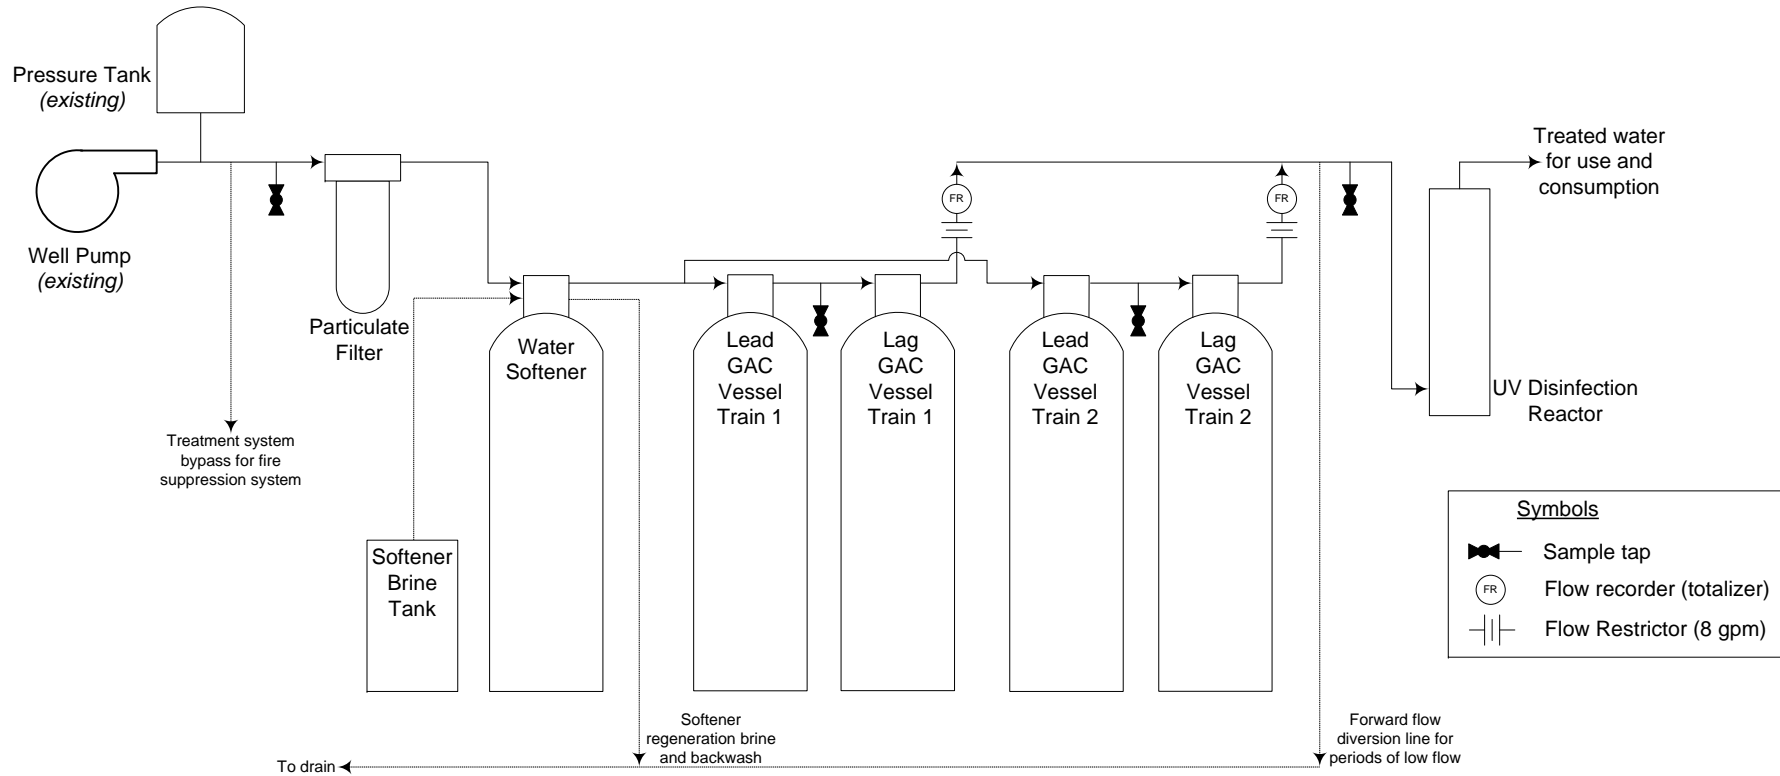 Pressure Tank
(existing)
Well Pump
(existing)
Treatment system
bypass for fire
suppression system
Particulate
Filter
Softener
Brine
Tank
Water
Softener
Lead
GAC
Vessel
Train 1
Lag
GAC
Vessel
Train 1
FR
Lead
GAC
Vessel
Train 2
Lag
GAC
Vessel
Train 2
FR
Treated water
for use and
consumption
UV Disinfection
Reactor
Symbols
Sample tap
FR
Flow recorder (totalizer)
Flow Restrictor (8 gpm)
Softener
regeneration brine
and backwash
Forward flow
diversion line for
periods of low flow
To drain